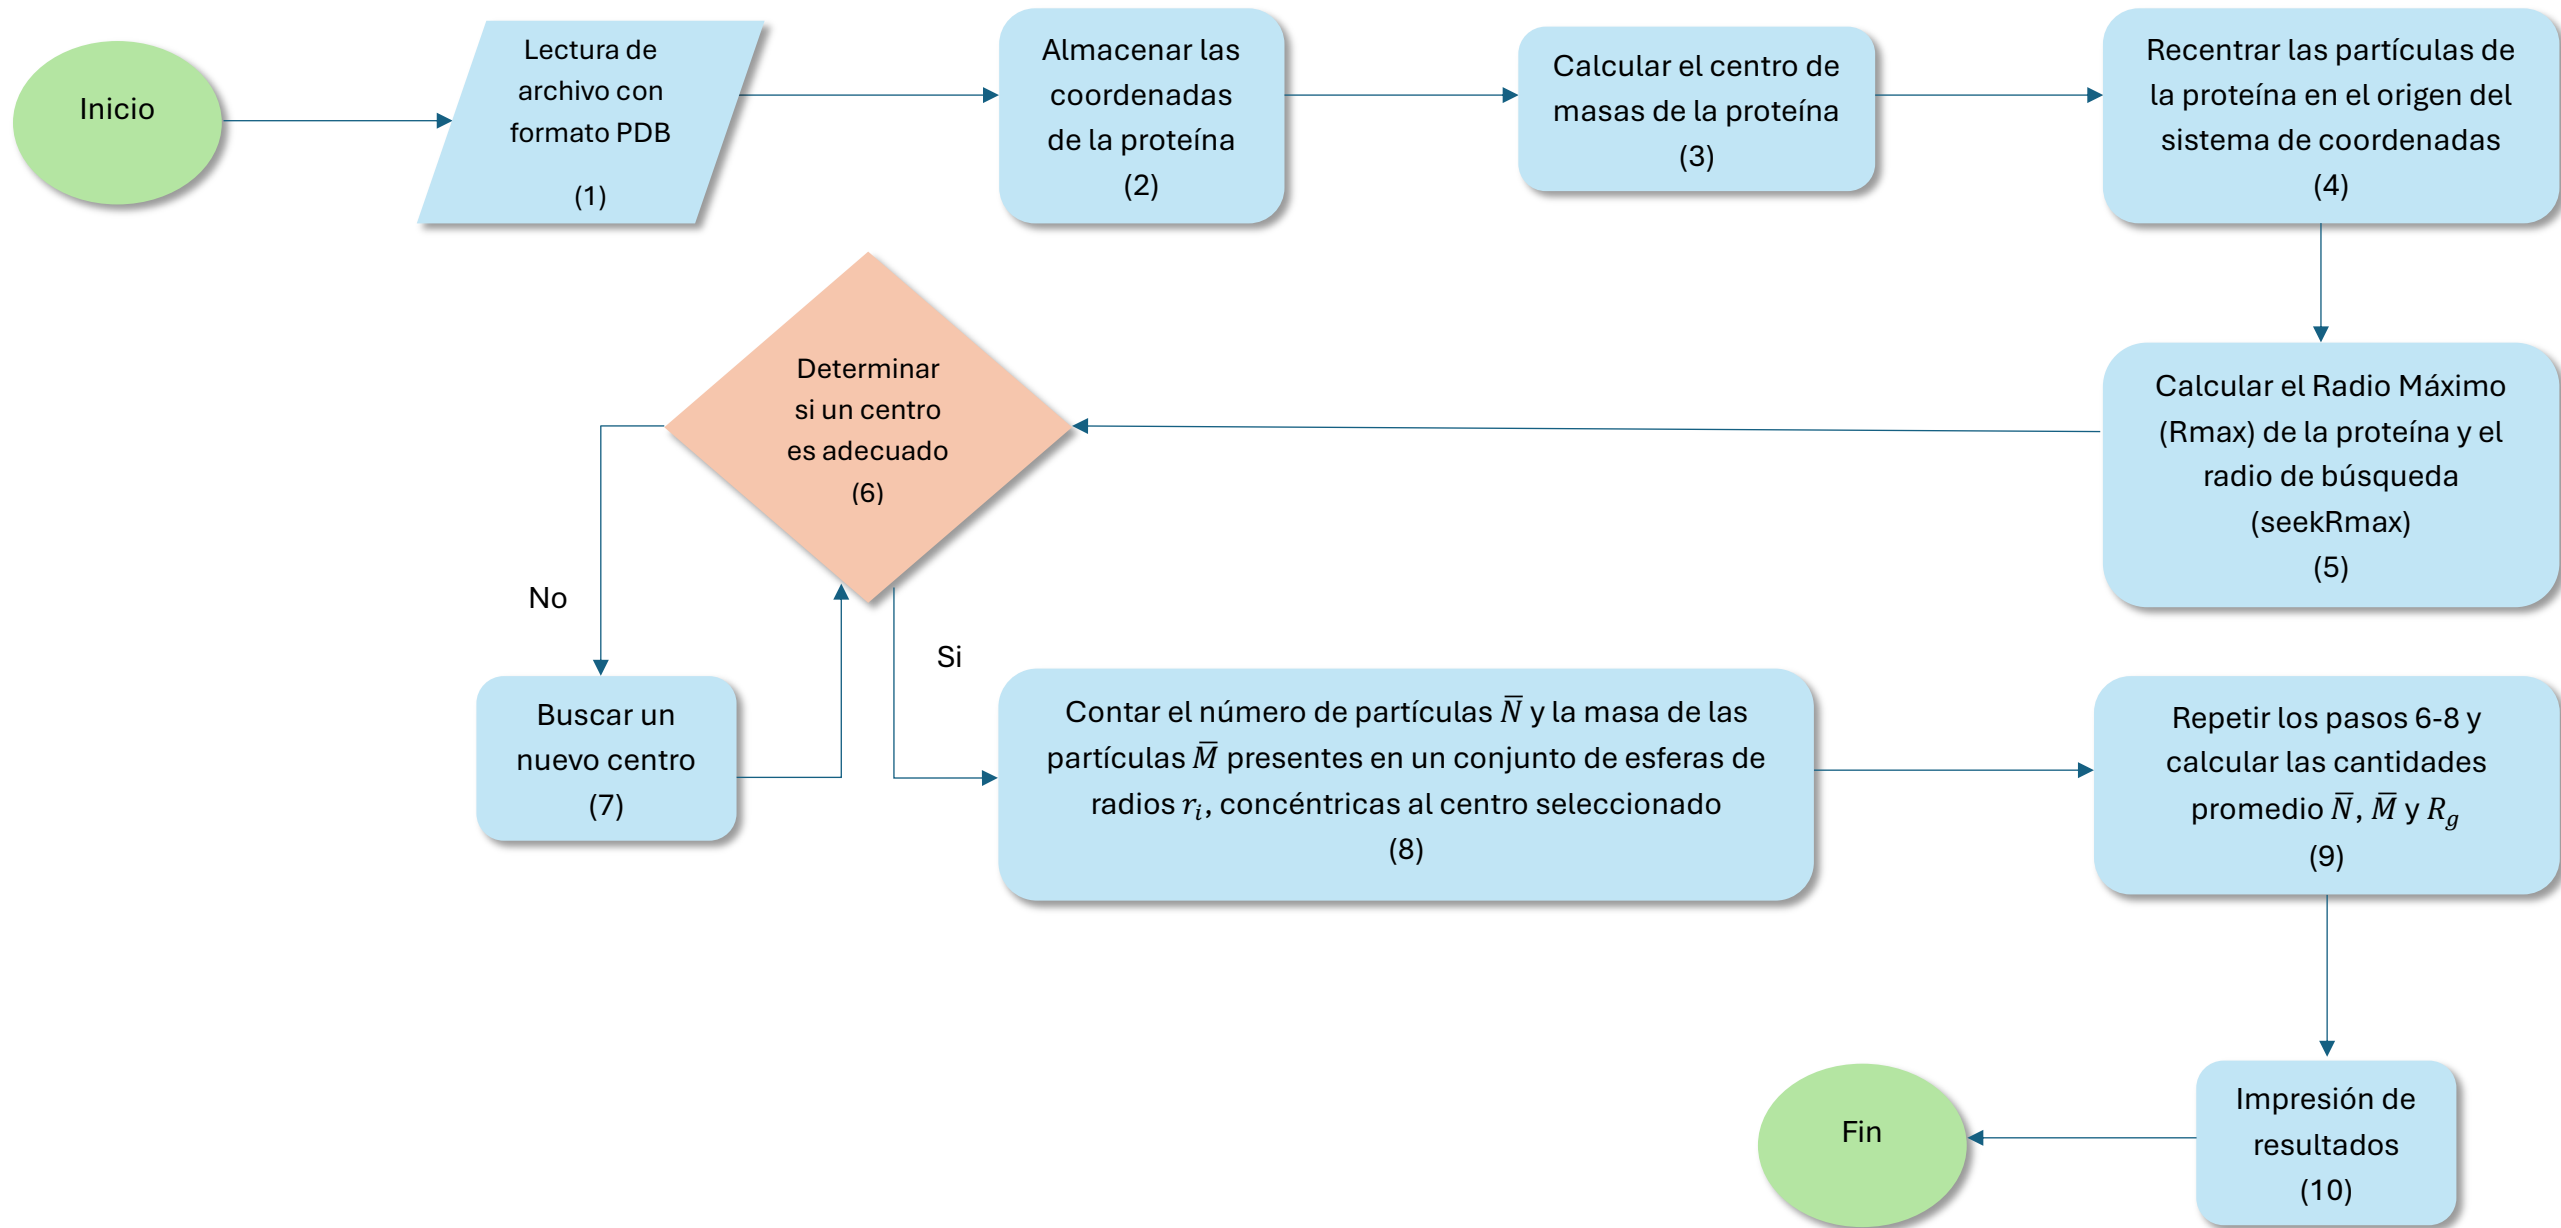 Inicio
Lectura de
archivo con
formato PDB
(1)
Almacenar las
coordenadas
de la proteína
(2)
Calcular el centro de
masas de la proteína
(3)
Recentrar las partículas de
la proteína en el origen del
sistema de coordenadas
(4)
Calcular el Radio Máximo
(Rmax) de la proteína y el
radio de búsqueda
(seekRmax)
(5)
Determinar
si un centro
es adecuado
(6)
No
Si
Buscar un
nuevo centro
(7)
Contar el número de partículas N̅ y la masa de las
partículas M̅ presentes en un conjunto de esferas de
radios rᵢ, concéntricas al centro seleccionado
(8)
Repetir los pasos 6-8 y
calcular las cantidades
promedio N̅, M̅ y R_g
(9)
Impresión de
resultados
(10)
Fin